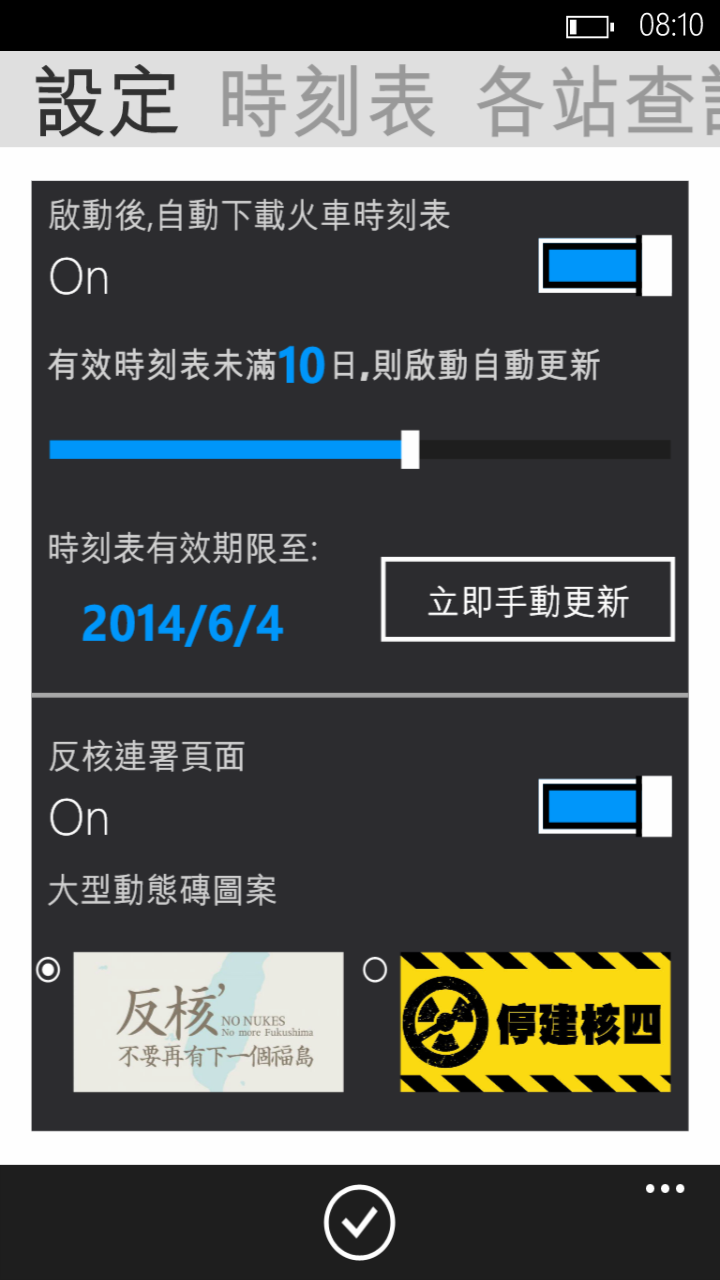 08:10
設定 時刻表 各站查
啟動後,自動下載火車時刻表
On
有效時刻表未滿10日,則啟動自動更新
時刻表有效期限至:
2014/6/4
立即手動更新
反核連署頁面
On
大型動態磚圖案
反核'
NO NUKES
No more Fukushima
不要再有下一個福島
停建核四